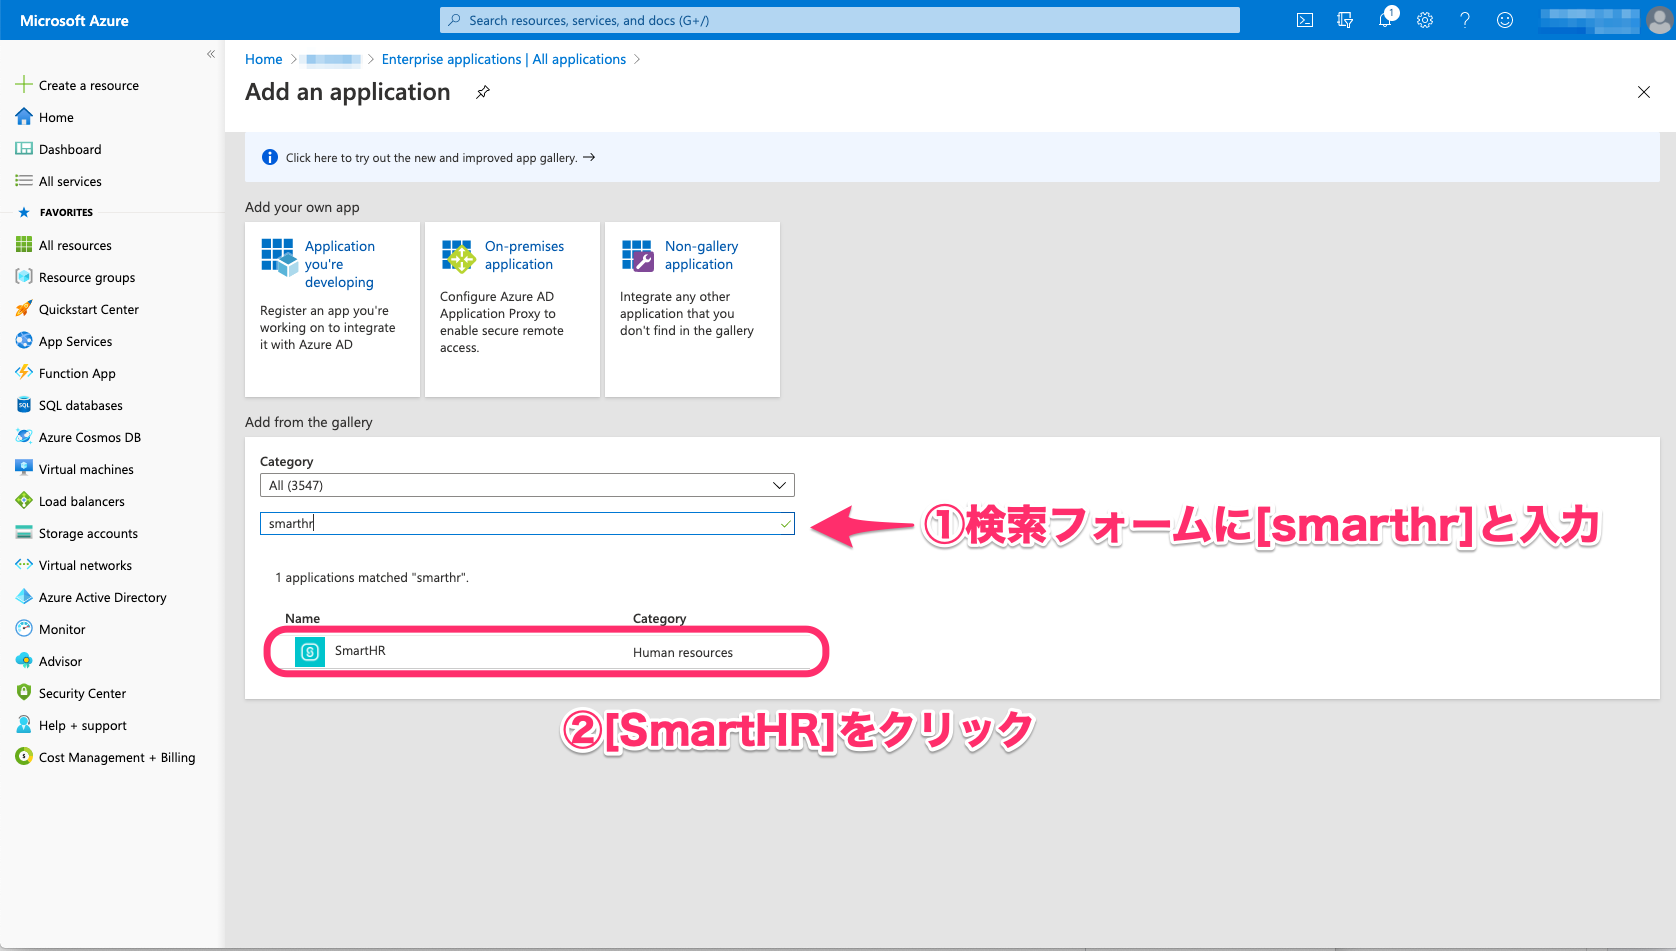 Microsoft Azure
Search resources, services, and docs (G+/)
1
Create a resource
Home
Dashboard
All services
FAVORITES
All resources
Resource groups
Quickstart Center
App Services
Function App
SQL databases
Azure Cosmos DB
Virtual machines
Load balancers
Storage accounts
Virtual networks
Azure Active Directory
Monitor
Advisor
Security Center
Help + support
Cost Management + Billing
Home
Enterprise applications | All applications
Add an application
Click here to try out the new and improved app gallery. →
Add your own app
Application
you're
developing
Register an app you're
working on to integrate
it with Azure AD
On-premises
application
Configure Azure AD
Application Proxy to
enable secure remote
access.
Non-gallery
application
Integrate any other
application that you
don't find in the gallery
Add from the gallery
Category
All (3547)
smarthr
①検索フォームに[smarthr]と入力
1 applications matched "smarthr".
Name Category
SmartHR Human resources
②[SmartHR]をクリック